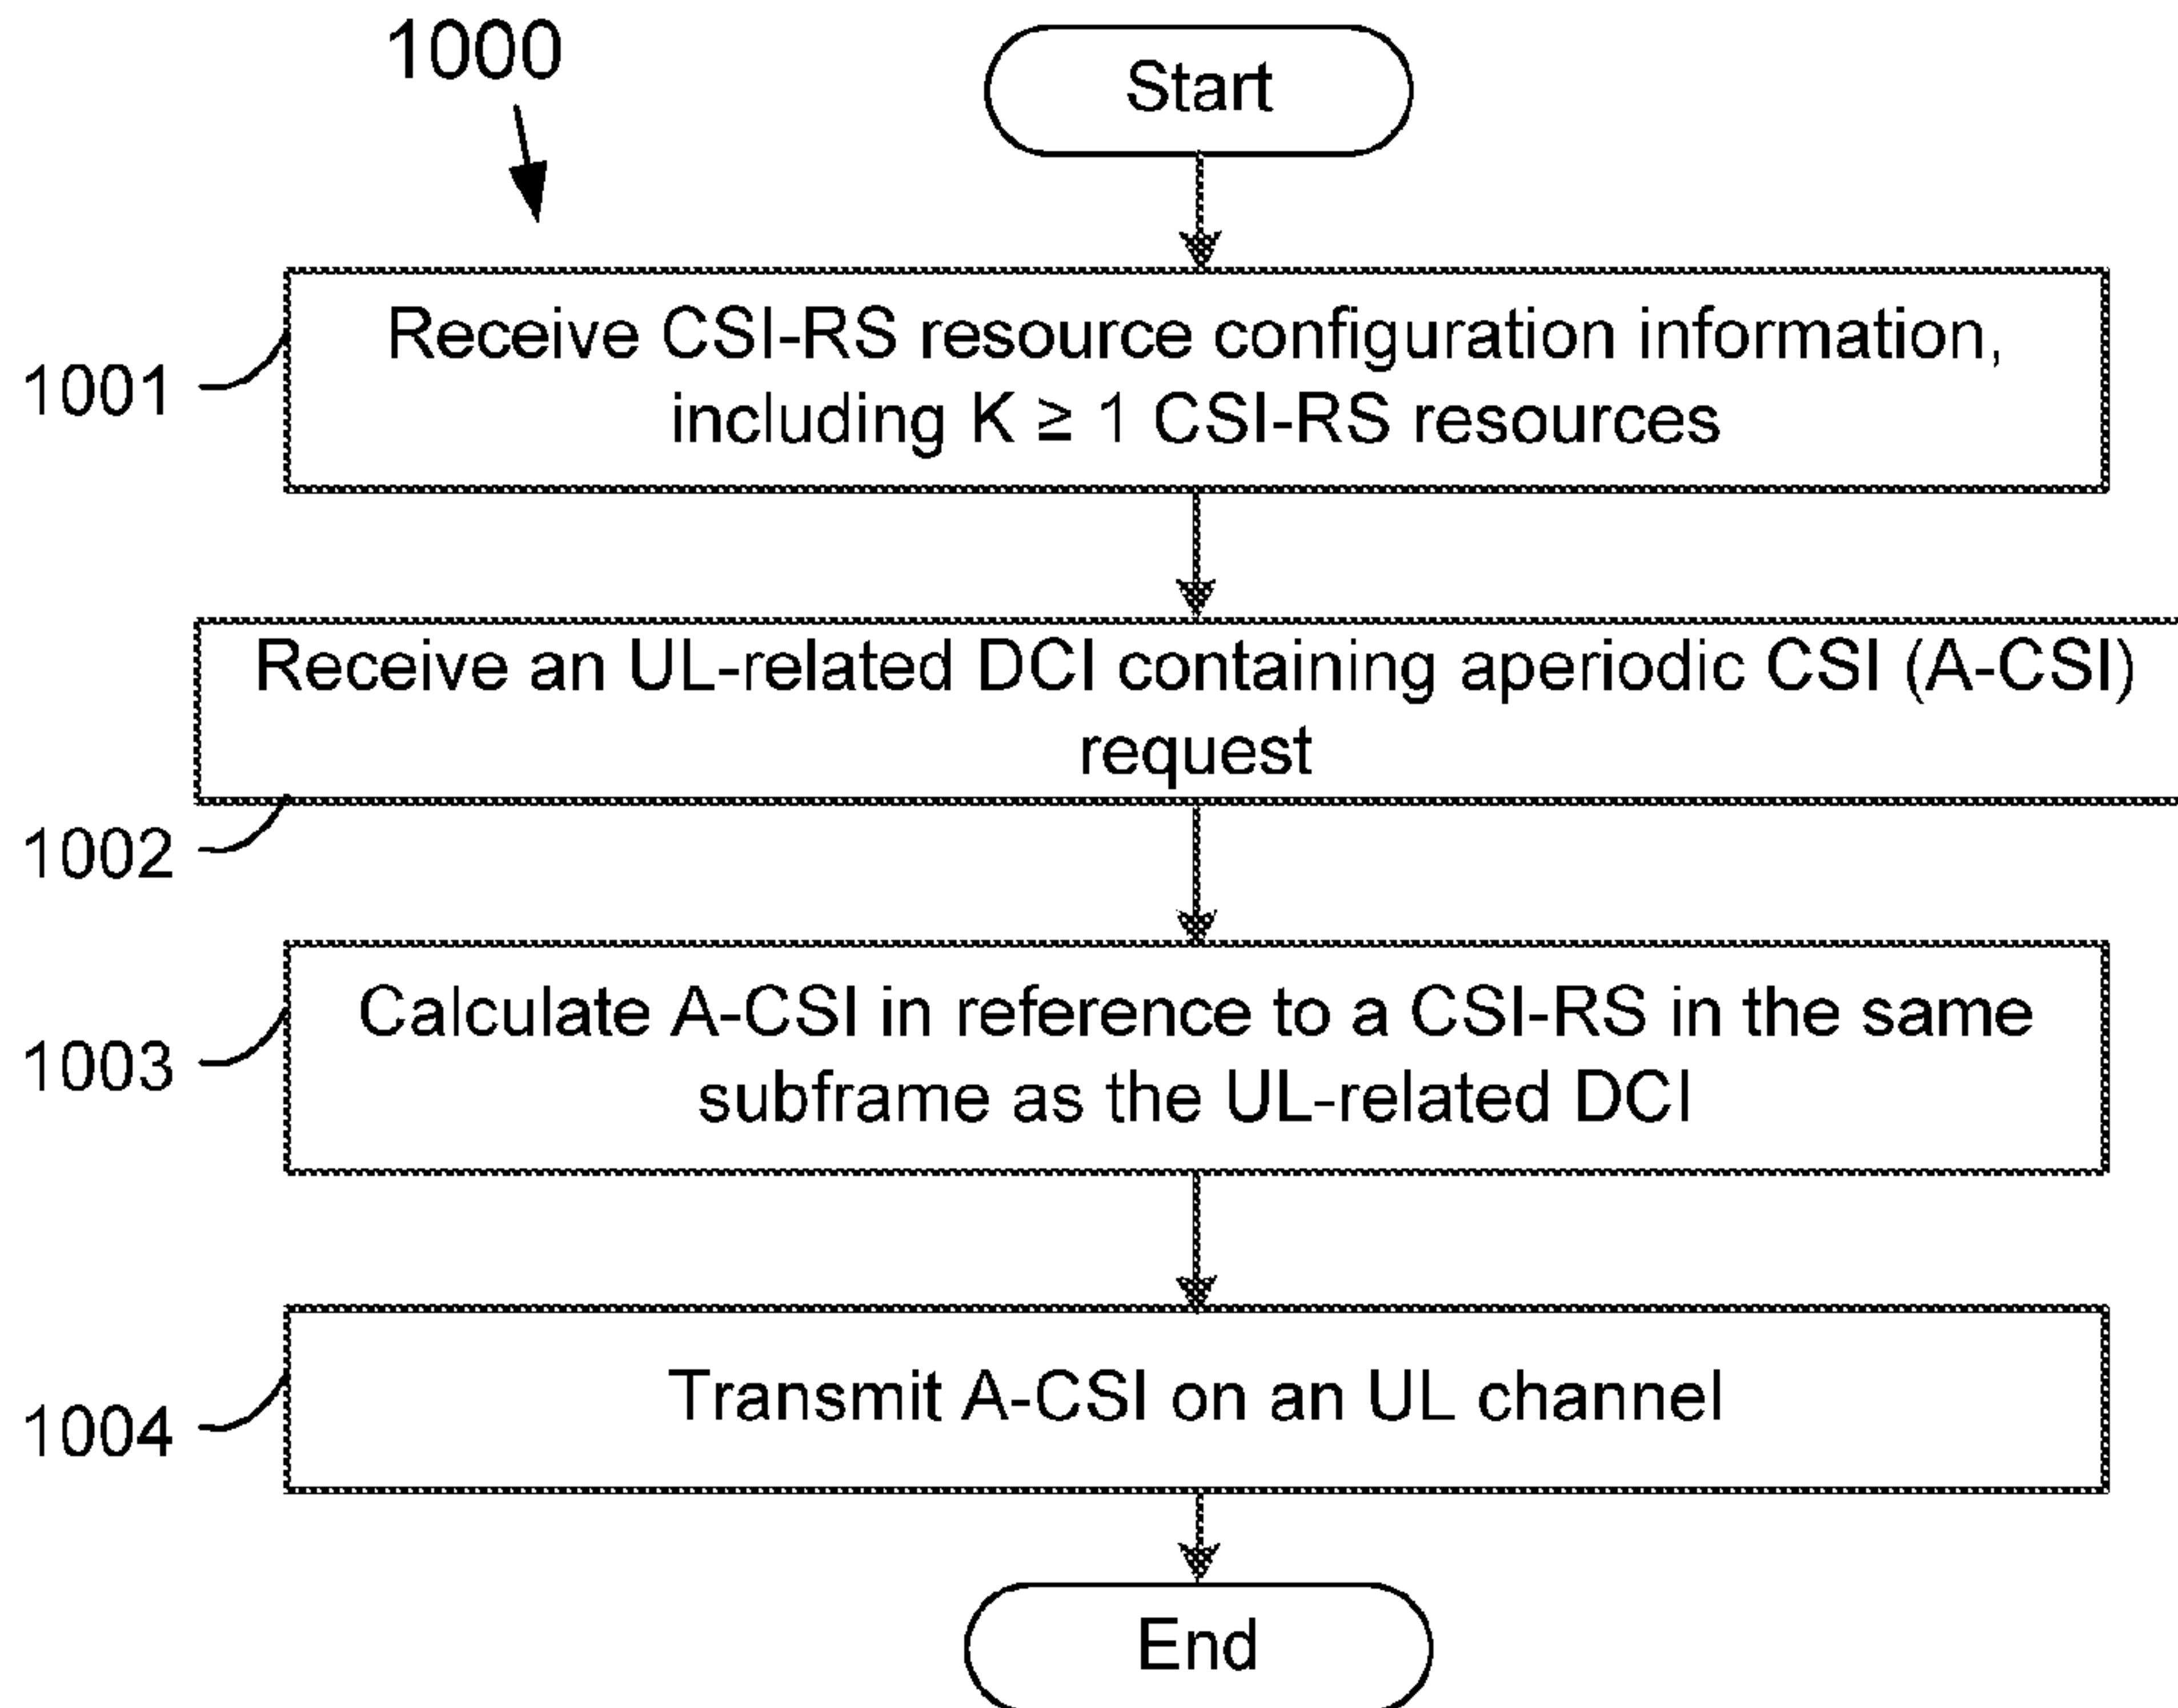 1000
Start
1001
Receive CSI-RS resource configuration information,
including K ≥ 1 CSI-RS resources
Receive an UL-related DCI containing aperiodic CSI (A-CSI)
request
1002
1003
Calculate A-CSI in reference to a CSI-RS in the same
subframe as the UL-related DCI
1004
Transmit A-CSI on an UL channel
End